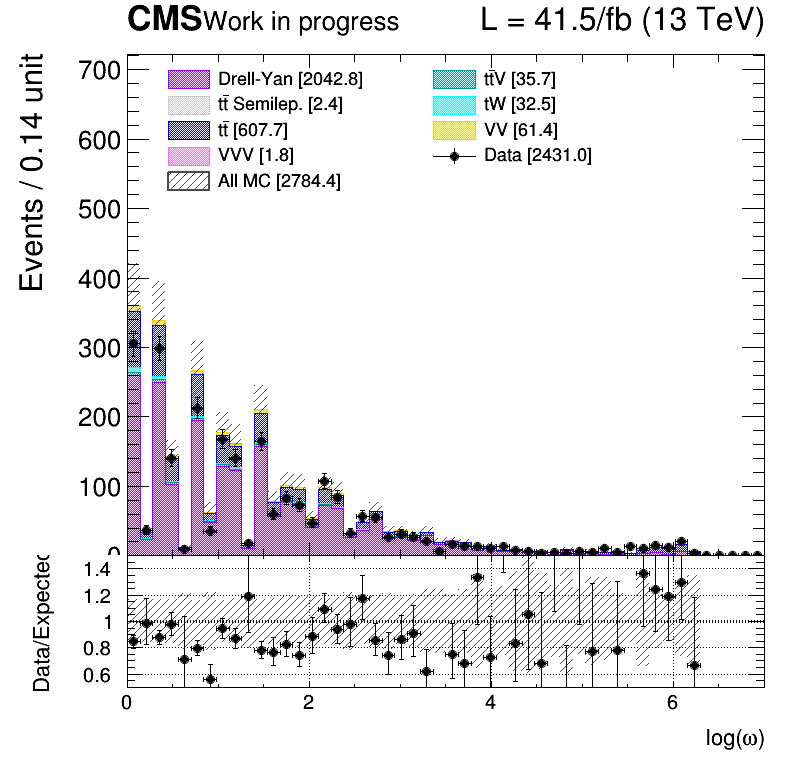 CMS Work in progress L = 41.5/fb (13 TeV)
Events / 0.14 unit
700
600
500
400
300
200
100
0
Drell-Yan [2042.8]
tt̄ Semilep. [2.4]
tt̄ [607.7]
VVV [1.8]
All MC [2784.4]
tt̄V [35.7]
tW [32.5]
VV [61.4]
Data [2431.0]
Data/Expected
1.4
1.2
1
0.8
0.6
0 2 4 6
log(ω)